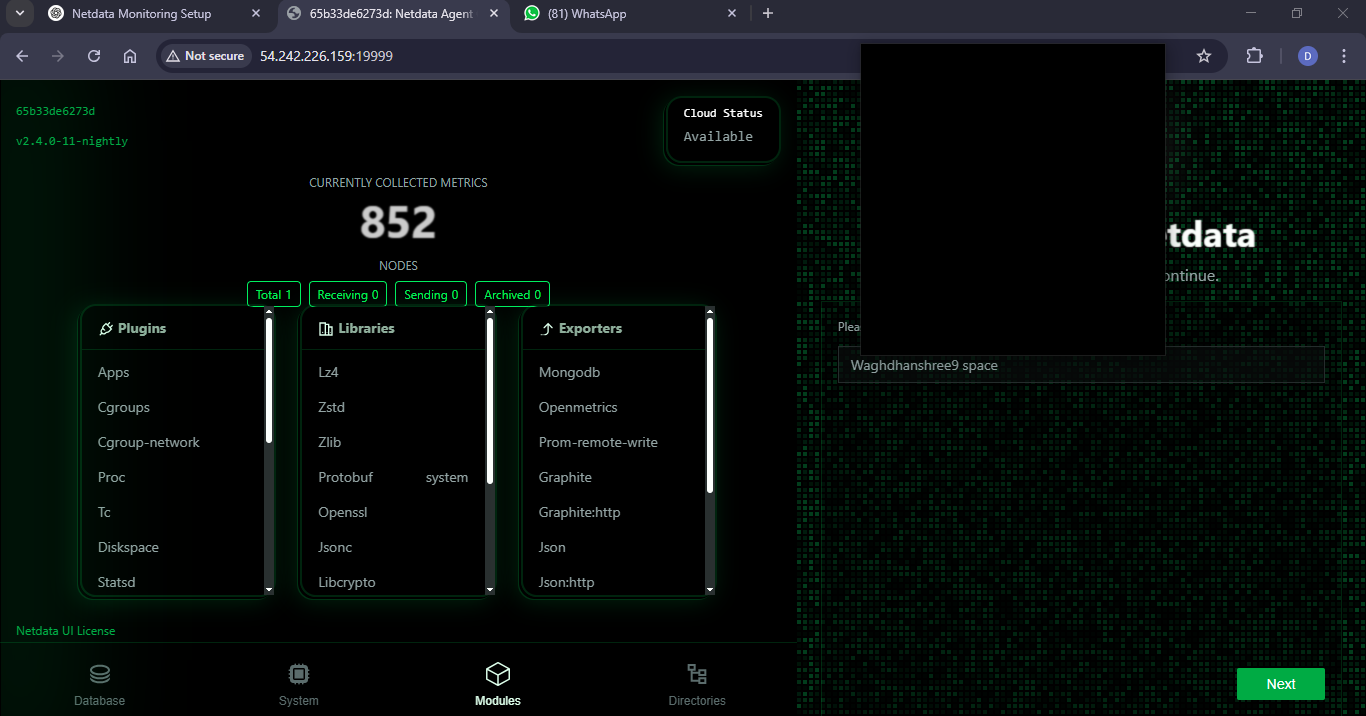 Netdata Monitoring Setup
65b33de6273d: Netdata Agent
(81) WhatsApp
Not secure
54.242.226.159:19999
D
65b33de6273d
v2.4.0-11-nightly
Cloud Status
Available
CURRENTLY COLLECTED METRICS
852
NODES
Total 1
Receiving 0
Sending 0
Archived 0
Plugins
Apps
Cgroups
Cgroup-network
Proc
Tc
Diskspace
Statsd
Libraries
Lz4
Zstd
Zlib
Protobuf system
Openssl
Jsonc
Libcrypto
Exporters
Mongodb
Openmetrics
Prom-remote-write
Graphite
Graphite:http
Json
Json:http
Netdata UI License
Database
System
Modules
Directories
tdata
ontinue.
Plea
Waghdhanshree9 space
Next